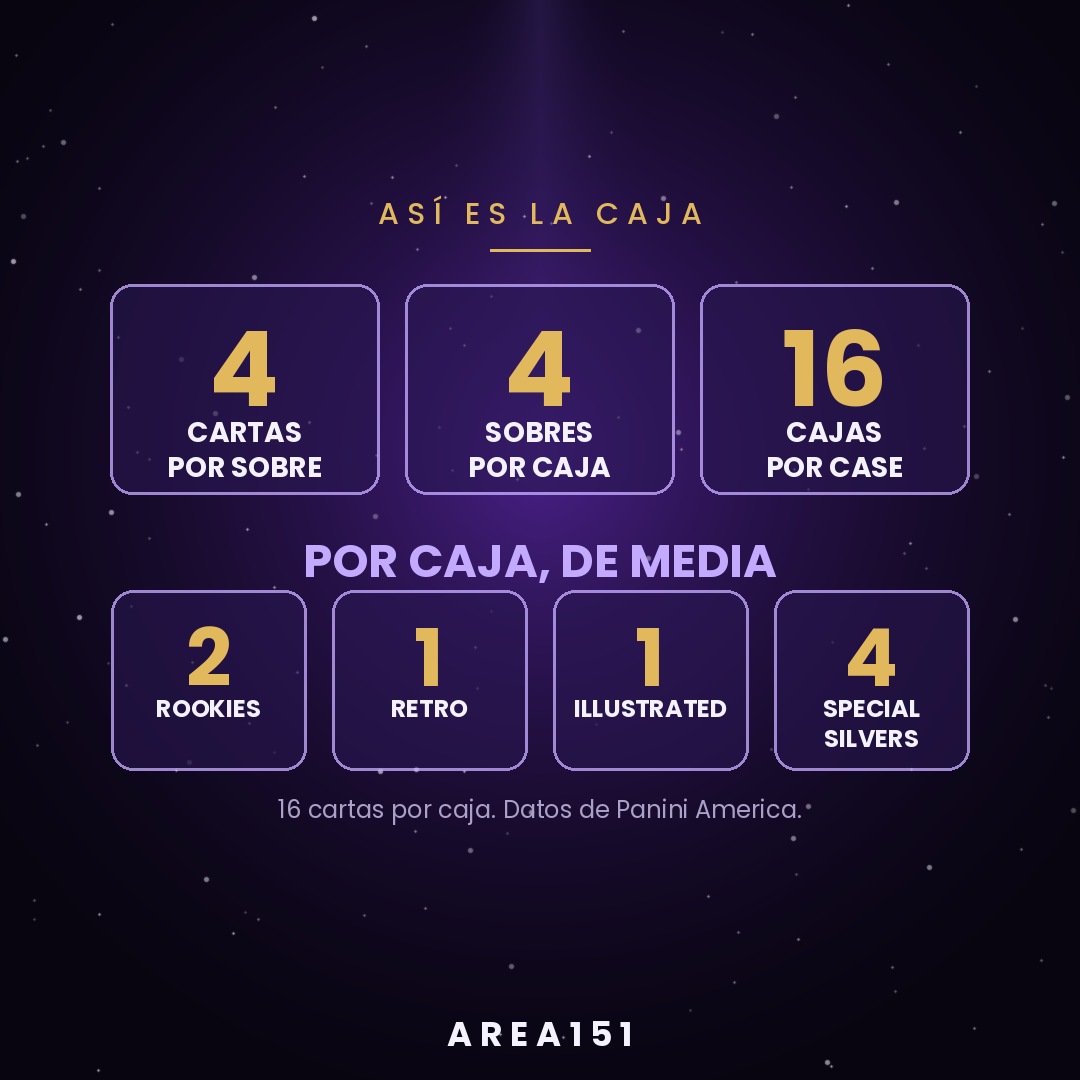 ASÍ ES LA CAJA
4
CARTAS
POR SOBRE
4
SOBRES
POR CAJA
16
CAJAS
POR CASE
POR CAJA, DE MEDIA
2
ROOKIES
1
RETRO
1
ILLUSTRATED
4
SPECIAL
SILVERS
16 cartas por caja. Datos de Panini America.
AREA151